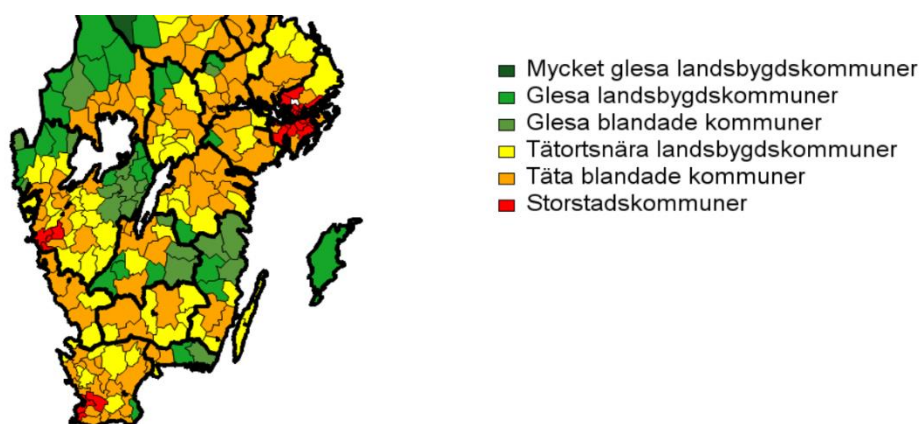 Mycket glesa landsbygdskommuner
Glesa landsbygdskommuner
Glesa blandade kommuner
Tätortsnära landsbygdskommuner
Täta blandade kommuner
Storstadskommuner